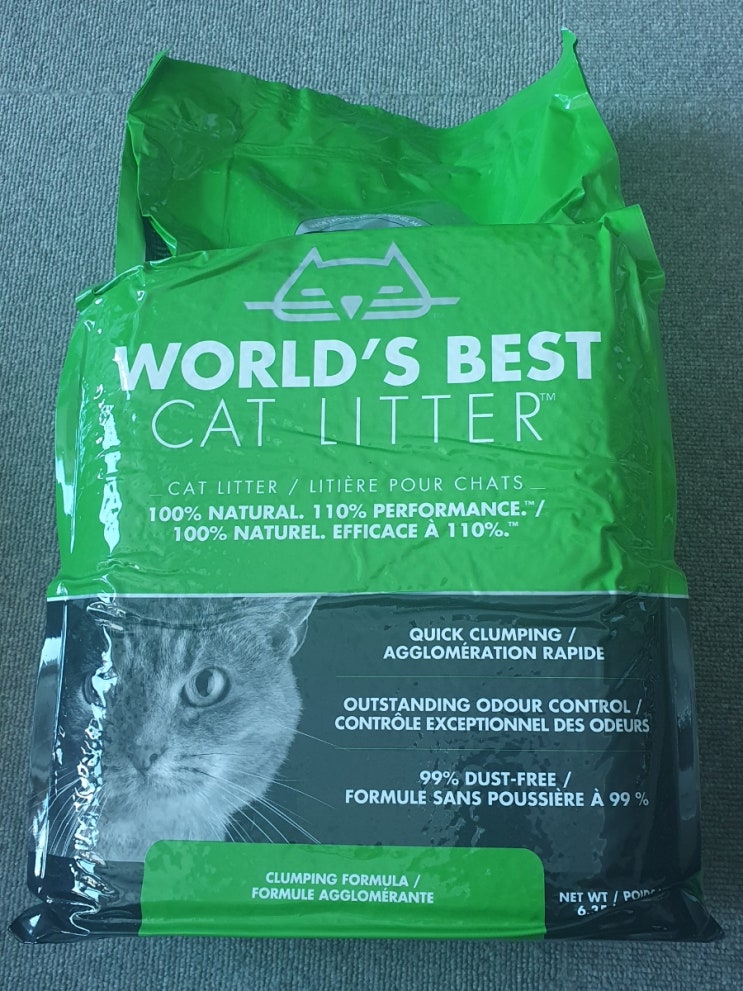 WORLD'S BEST
CAT LITTER™
CAT LITTER / LITIÈRE POUR CHATS
100% NATURAL. 110% PERFORMANCE.™/
100% NATUREL. EFFICACE À 110%.™
QUICK CLUMPING /
AGGLOMÉRATION RAPIDE
OUTSTANDING ODOUR CONTROL /
CONTRÔLE EXCEPTIONNEL DES ODEURS
99% DUST-FREE /
FORMULE SANS POUSSIÈRE À 99 %
CLUMPING FORMULA /
FORMULE AGGLOMÉRANTE
NET WT /